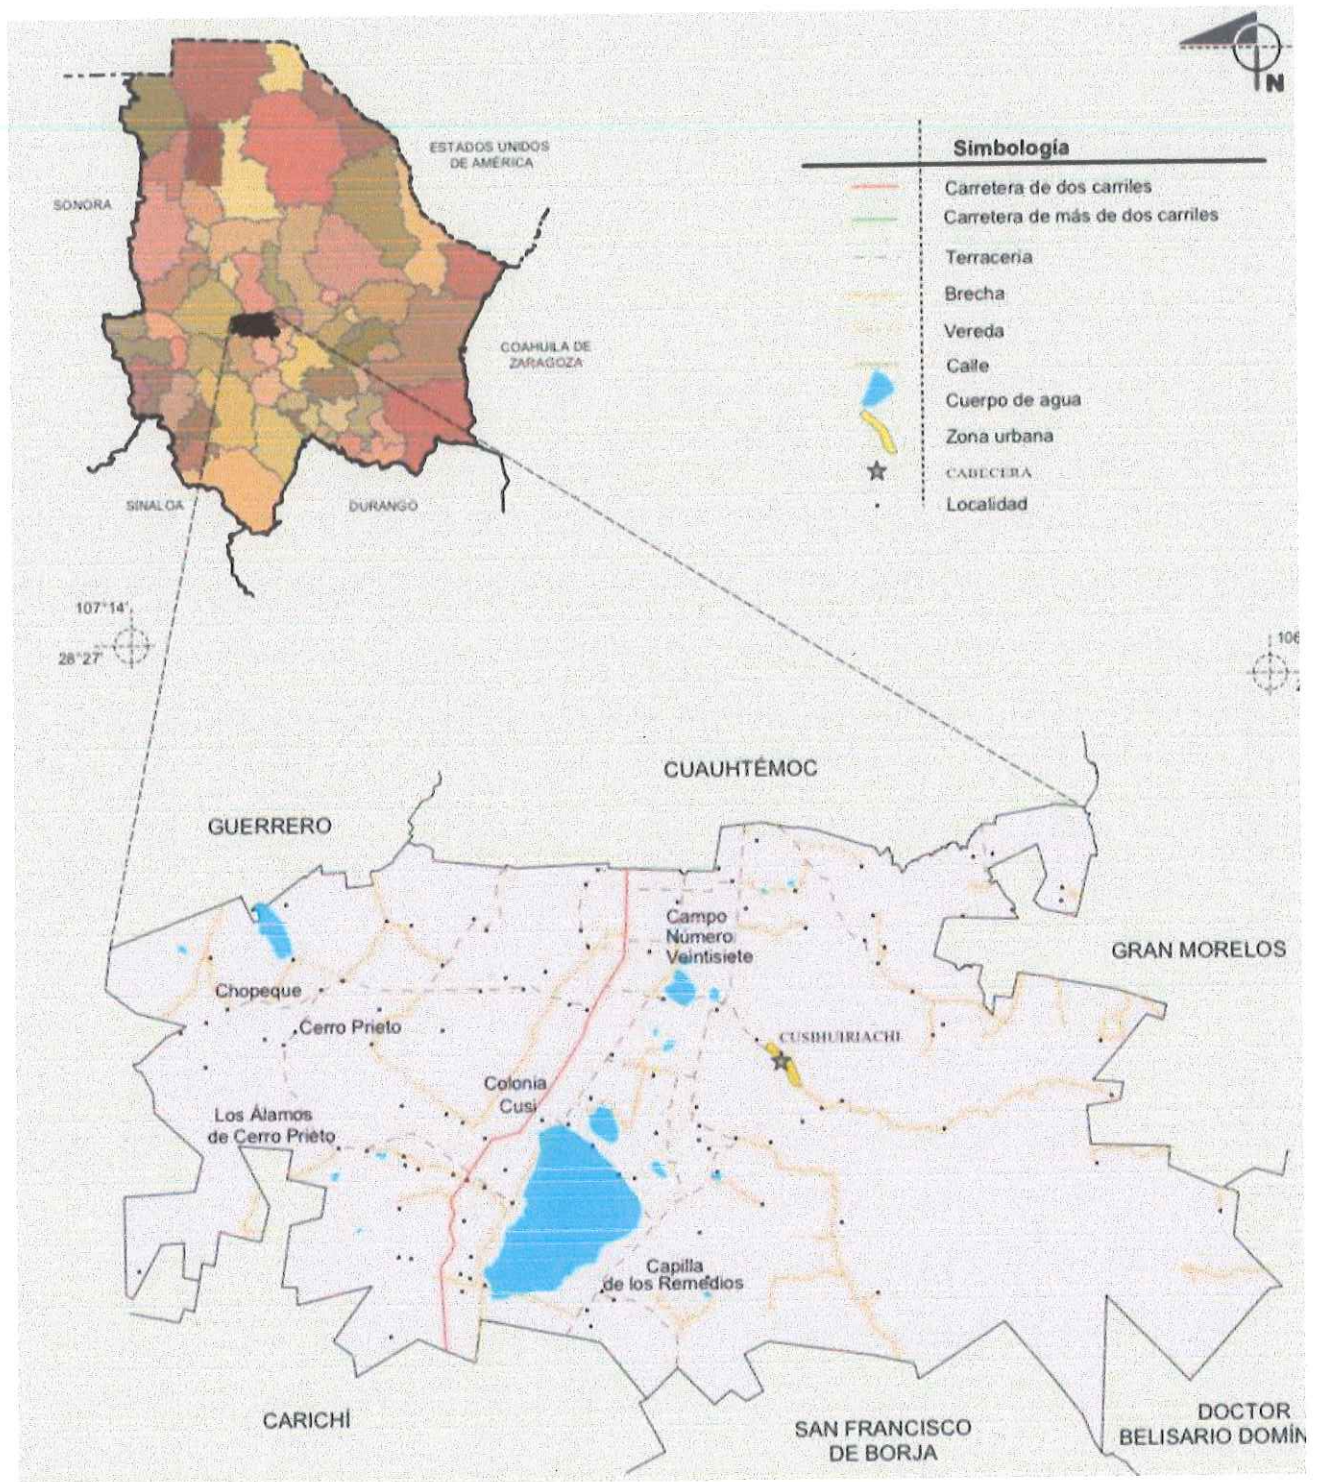 N
ESTADOS UNIDOS
DE AMÉRICA
SONORA
COAHUILA DE
ZARAGOZA
SINALOA
DURANGO
Simbología
Carretera de dos carriles
Carretera de más de dos carriles
Terracería
Brecha
Vereda
Calle
Cuerpo de agua
Zona urbana
CABECERA
Localidad
107°14'
28°27'
106
CUAUHTÉMOC
GUERRERO
Campo
Número
Veintisiete
GRAN MORELOS
Chopeque
Cerro Prieto
CUSIHUIRIACHI
Colonia
Cusi
Los Álamos
de Cerro Prieto
Capilla
de los Remedios
CARICHÍ
SAN FRANCISCO
DE BORJA
DOCTOR
BELISARIO DOMÍN